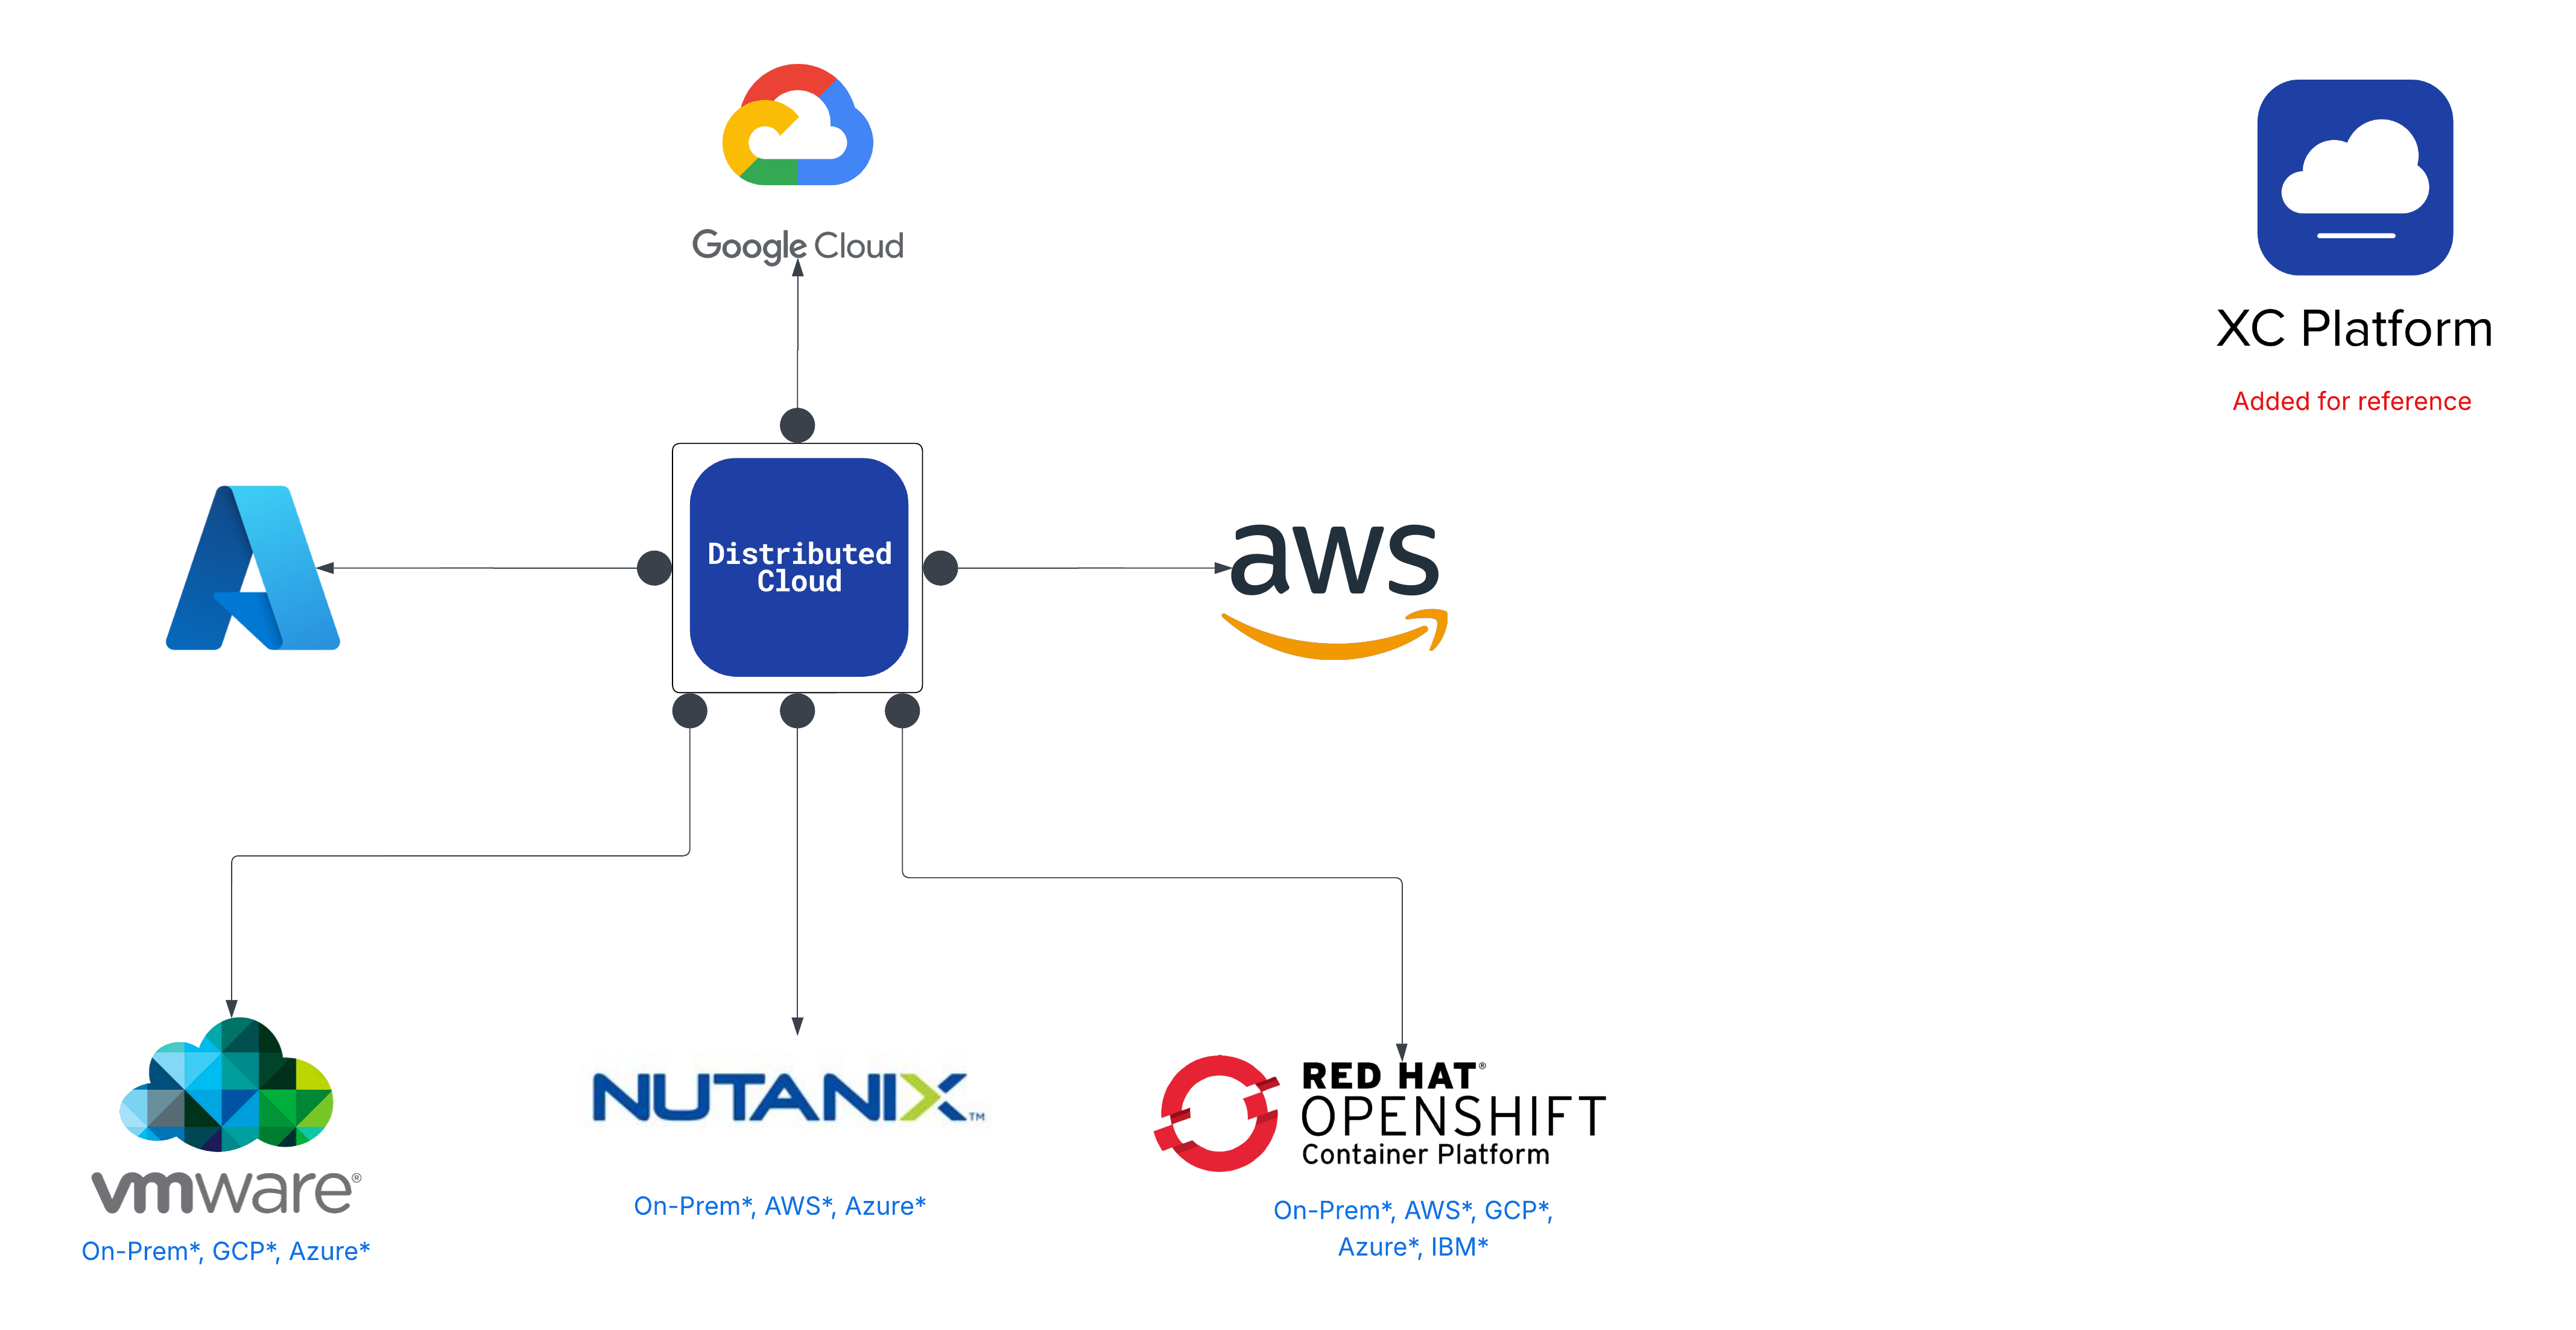 Google Cloud
XC Platform
Added for reference
Distributed
Cloud
aws
vmware®
On-Prem*, GCP*, Azure*
NUTANIX™
On-Prem*, AWS*, Azure*
RED HAT®
OPENSHIFT
Container Platform
On-Prem*, AWS*, GCP*,
Azure*, IBM*